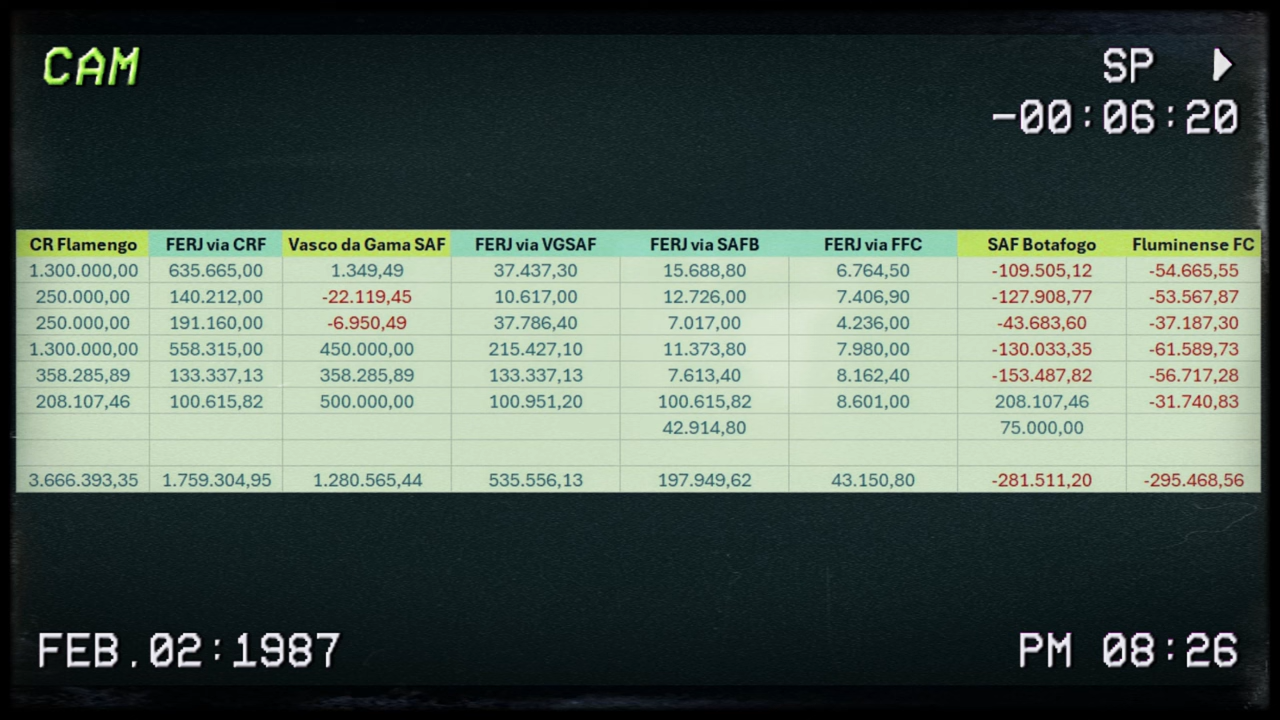 CAM
SP
-00:06:20
CR Flamengo FERJ via CRF Vasco da Gama SAF FERJ via VGSAF FERJ via SAFB FERJ via FFC SAF Botafogo Fluminense FC
1.300.000,00 635.665,00 1.349,49 37.437,30 15.688,80 6.764,50 -109.505,12 -54.665,55
250.000,00 140.212,00 -22.119,45 10.617,00 12.726,00 7.406,90 -127.908,77 -53.567,87
250.000,00 191.160,00 -6.950,49 37.786,40 7.017,00 4.236,00 -43.683,60 -37.187,30
1.300.000,00 558.315,00 450.000,00 215.427,10 11.373,80 7.980,00 -130.033,35 -61.589,73
358.285,89 133.337,13 358.285,89 133.337,13 7.613,40 8.162,40 -153.487,82 -56.717,28
208.107,46 100.615,82 500.000,00 100.951,20 100.615,82 8.601,00 208.107,46 -31.740,83
42.914,80 75.000,00
3.666.393,35 1.759.304,95 1.280.565,44 535.556,13 197.949,62 43.150,80 -281.511,20 -295.468,56
FEB.02:1987
PM 08:26